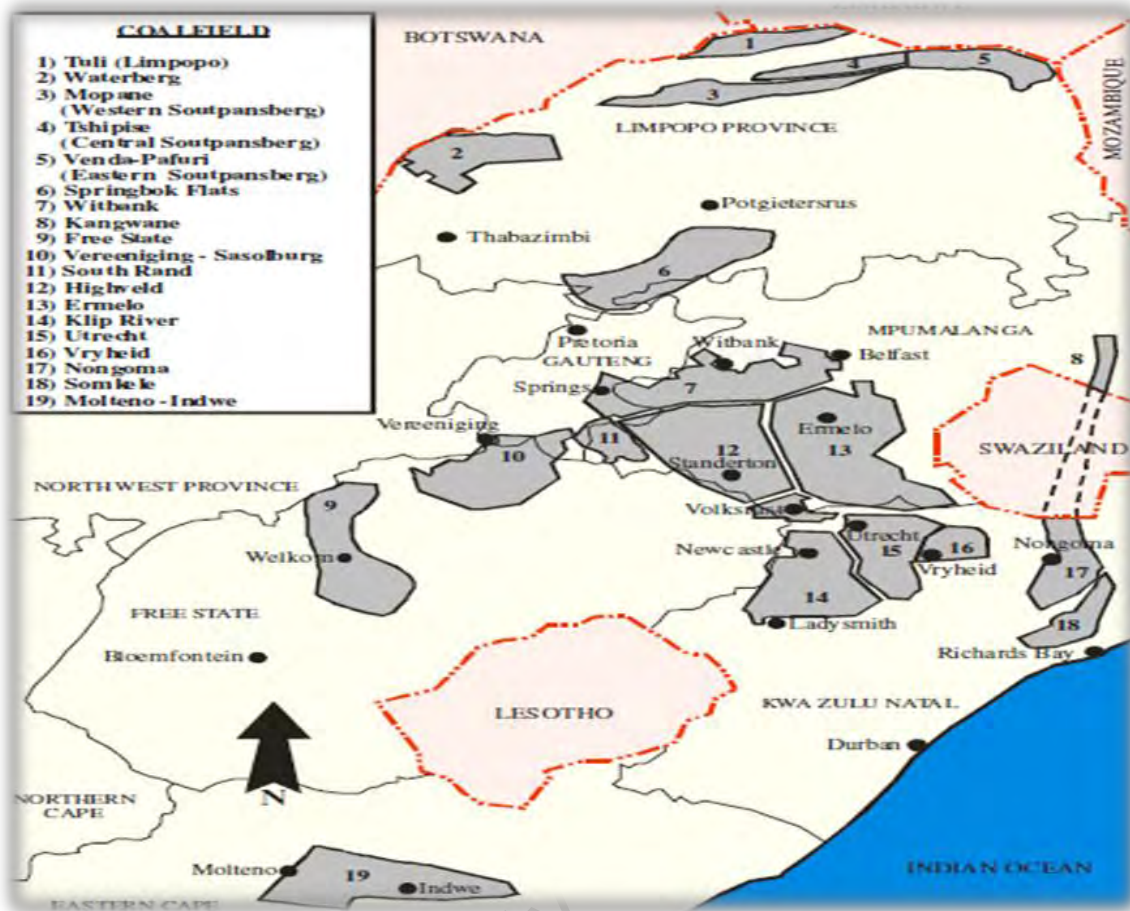 COALFIELD
1) Tuli (Limpopo)
2) Waterberg
3) Mopane
(Western Soutpansberg)
4) Tshipise
(Central Soutpansberg)
5) Venda-Pafuri
(Eastern Soutpansberg)
6) Springbok Flats
7) Witbank
8) Kangwane
9) Free State
10) Vereeniging - Sasolburg
11) South Rand
12) Highveld
13) Ermelo
14) Klip River
15) Utrecht
16) Vryheid
17) Nongoma
18) Somkele
19) Molteno - Indwe
BOTSWANA
1
4
5
3
MOZAMBIQUE
LIMPOPO PROVINCE
2
Potgietersrus
Thabazimbi
6
MPUMALANGA
Pretoria
Witbank
Belfast
GAUTENG
8
Springs
7
Vereeniging
Ermelo
11
10
12
13
SWAZILAND
Standerton
NORTH WEST PROVINCE
9
Volksrust
Utrecht
Newcastle
15
16
Nongoma
Welkom
Vryheid
17
14
FREE STATE
Ladysmith
18
Bloemfontein
Richards Bay
LESOTHO
KWA ZULU NATAL
Durban
N
NORTHERN
CAPE
Molteno
19
Indwe
INDIAN OCEAN
EASTERN CAPE